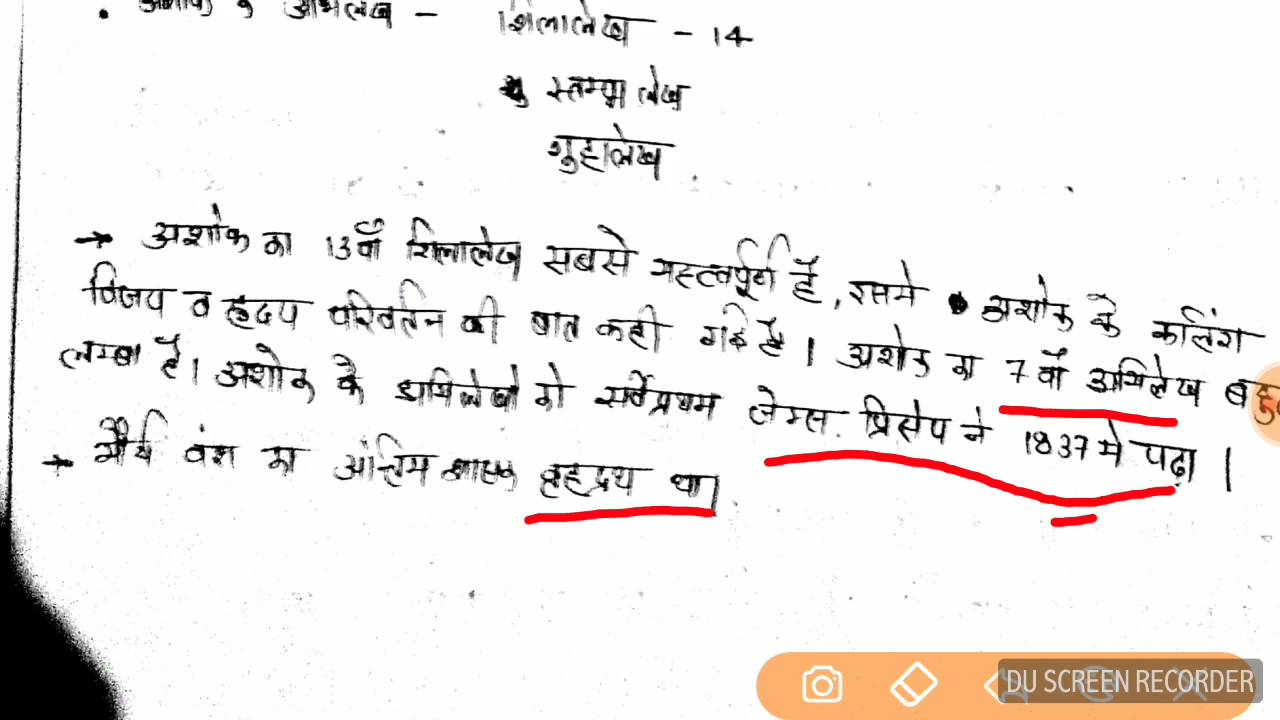 • अशोक के अभिलेख - शिलालेख - 14
स्तम्भ लेख
गुहालेख
→ अशोक का 13वाँ शिलालेख सबसे महत्वपूर्ण है, इसमे अशोक के कलिंग
विजय व हृदय परिवर्तन की बात कही गई है। अशोक का 7वाँ अभिलेख
लम्बा है। अशोक के अभिलेखो को सर्वप्रथम जेम्स प्रिसेप ने 1837 मे पढ़ा।
→ मौर्य वंश का अंतिम शासक बृहद्रथ था।
DU SCREEN RECORDER